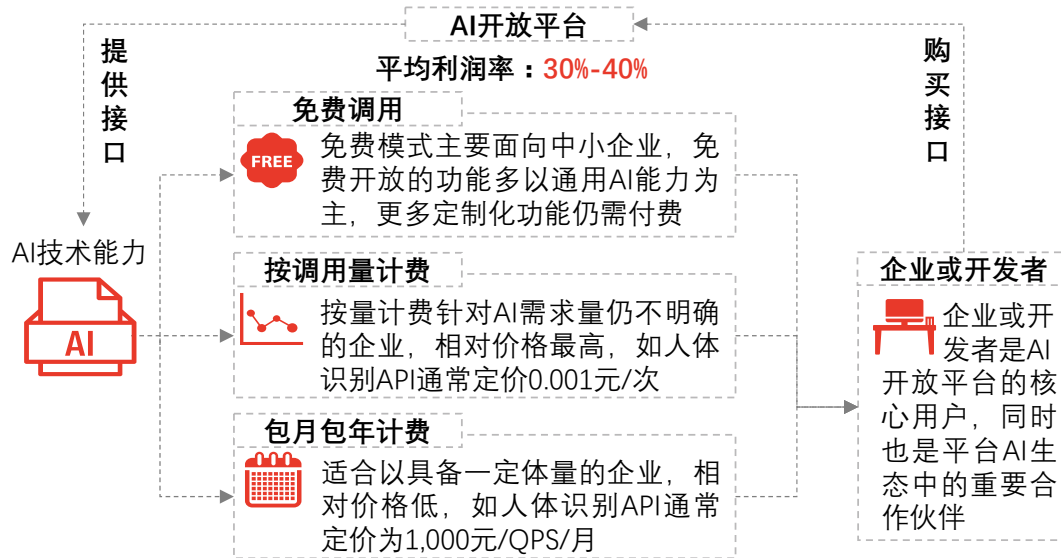 AI开放平台
平均利润率：30%-40%
提供接口
购买接口
免费调用
FREE
免费模式主要面向中小企业，免
费开放的功能多以通用AI能力为
主，更多定制化功能仍需付费
AI技术能力
AI
按调用量计费
按量计费针对AI需求量仍不明确
的企业，相对价格最高，如人体
识别API通常定价0.001元/次
包月包年计费
适合以具备一定体量的企业，相
对价格低，如人体识别API通常
定价为1,000元/QPS/月
企业或开发者
企业或开
发者是AI
开放平台的核
心用户，同时
也是平台AI生
态中的重要合
作伙伴